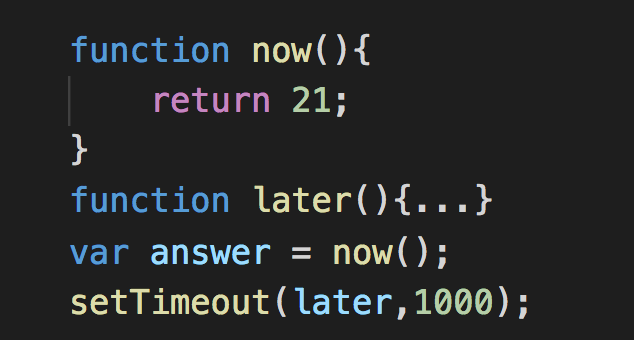 function now(){
    return 21;
}
function later(){...}
var answer = now();
setTimeout(later,1000);